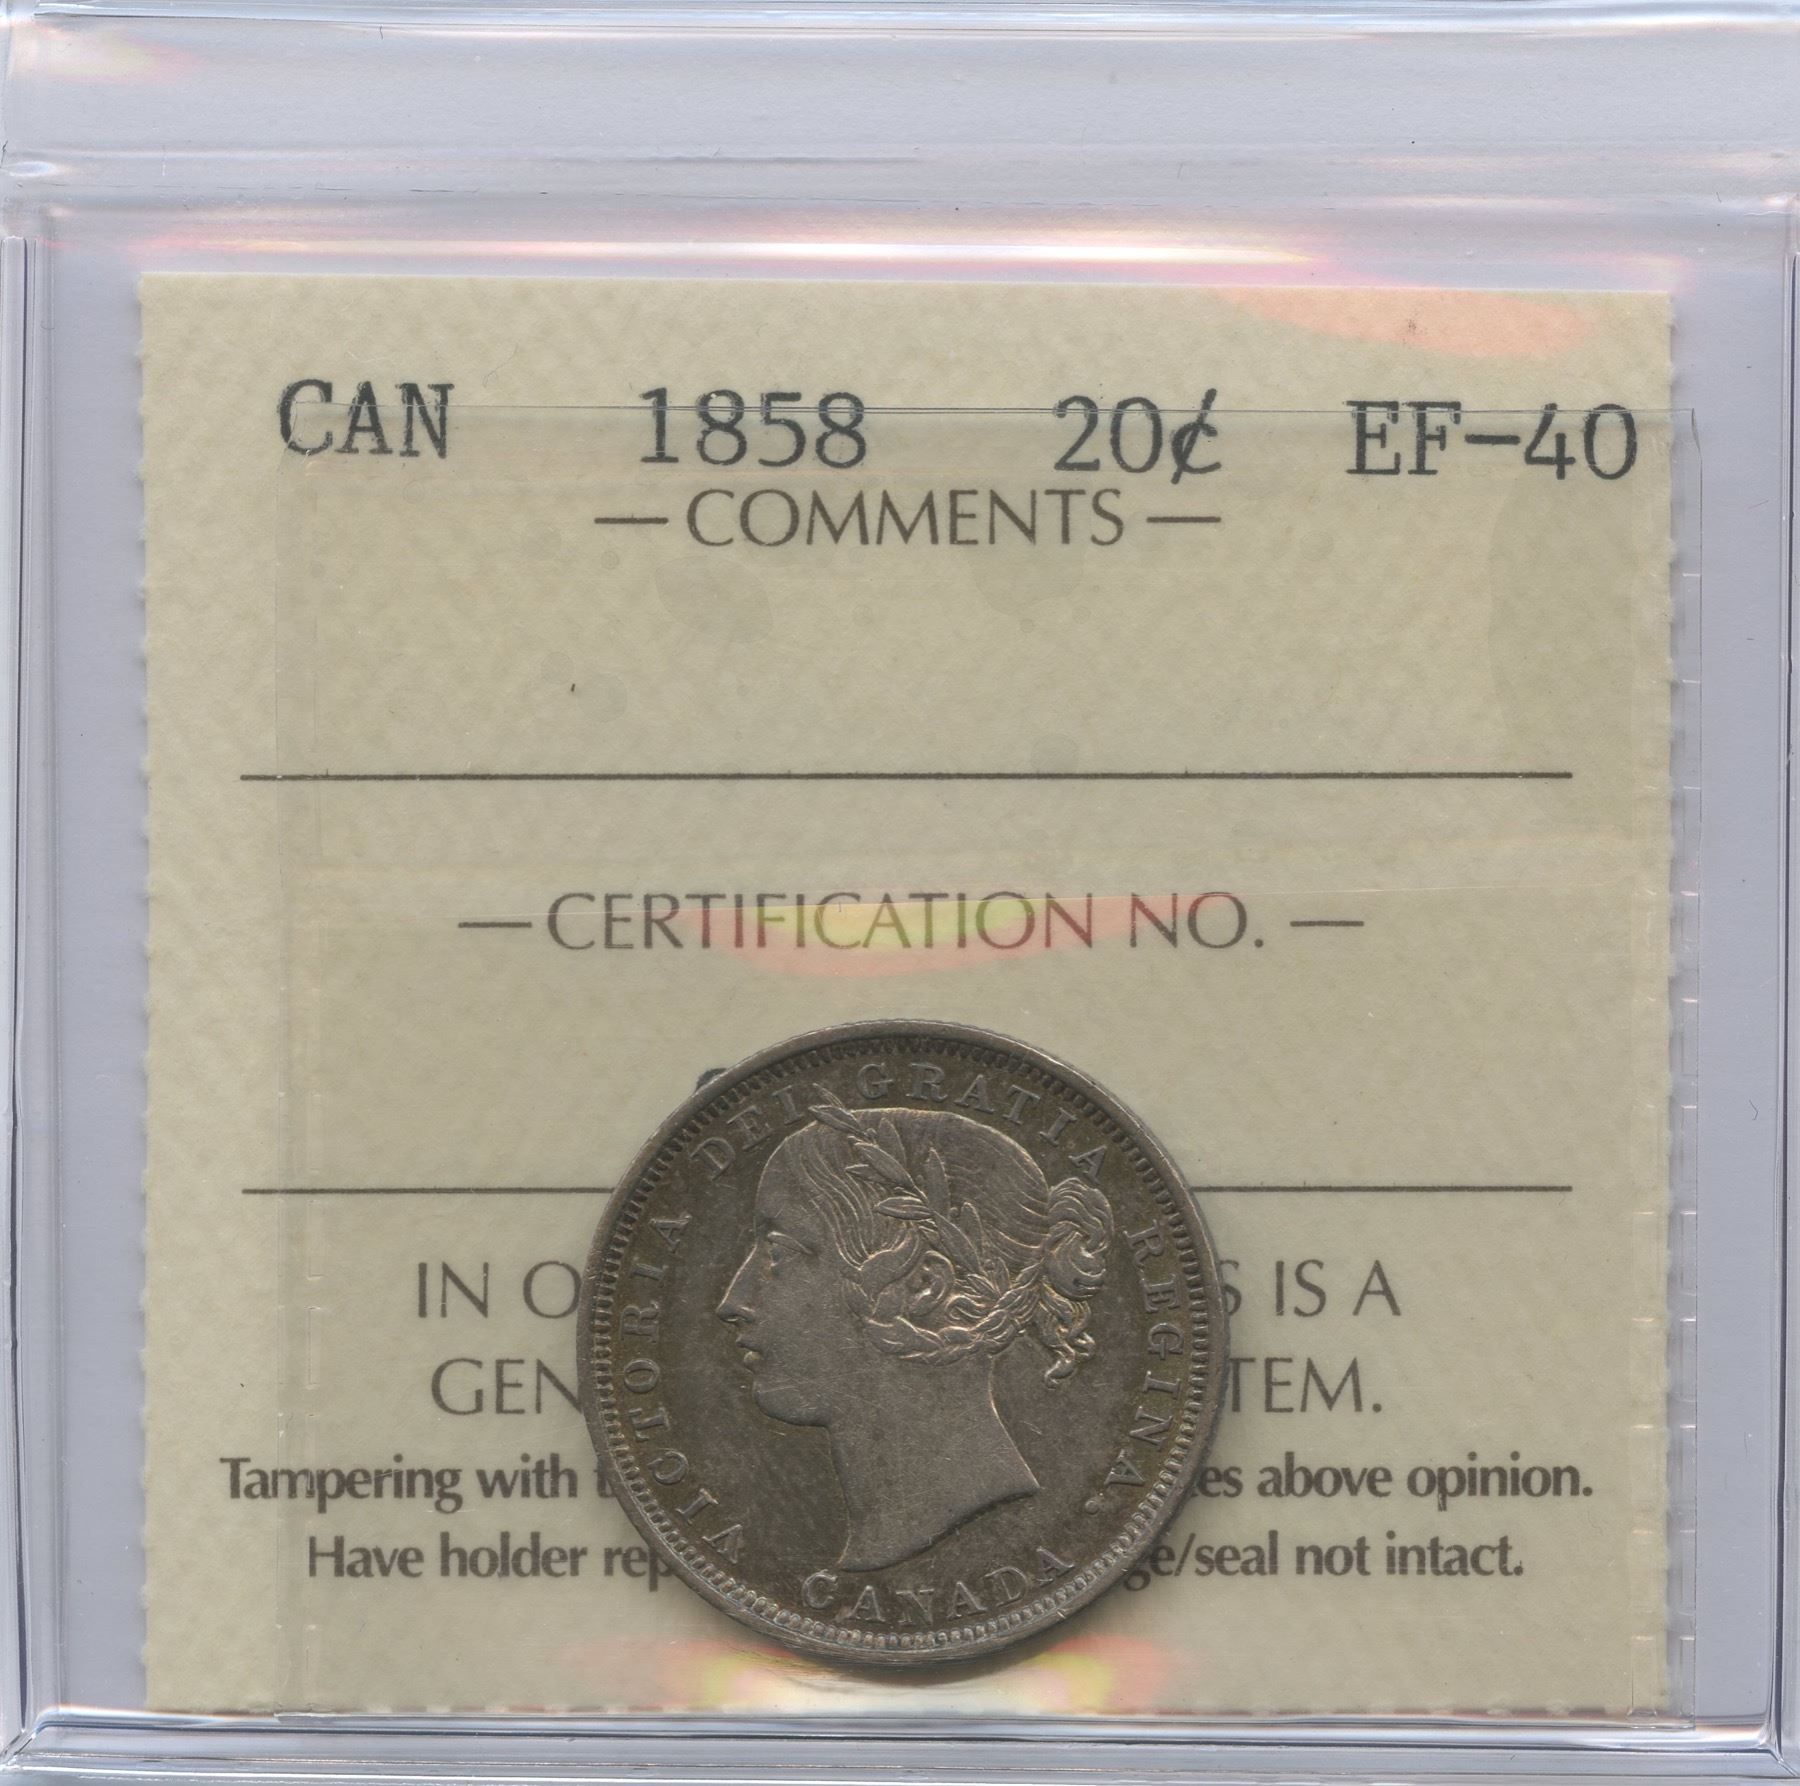 CAN 1858 20¢ EF-40
— COMMENTS —
— CERTIFICATION NO. —
VICTORIA DEI GRATIA REGINA.
CANADA
IN O S IS A
GEN TEM.
Tampering with t es above opinion.
Have holder rep ge/seal not intact.